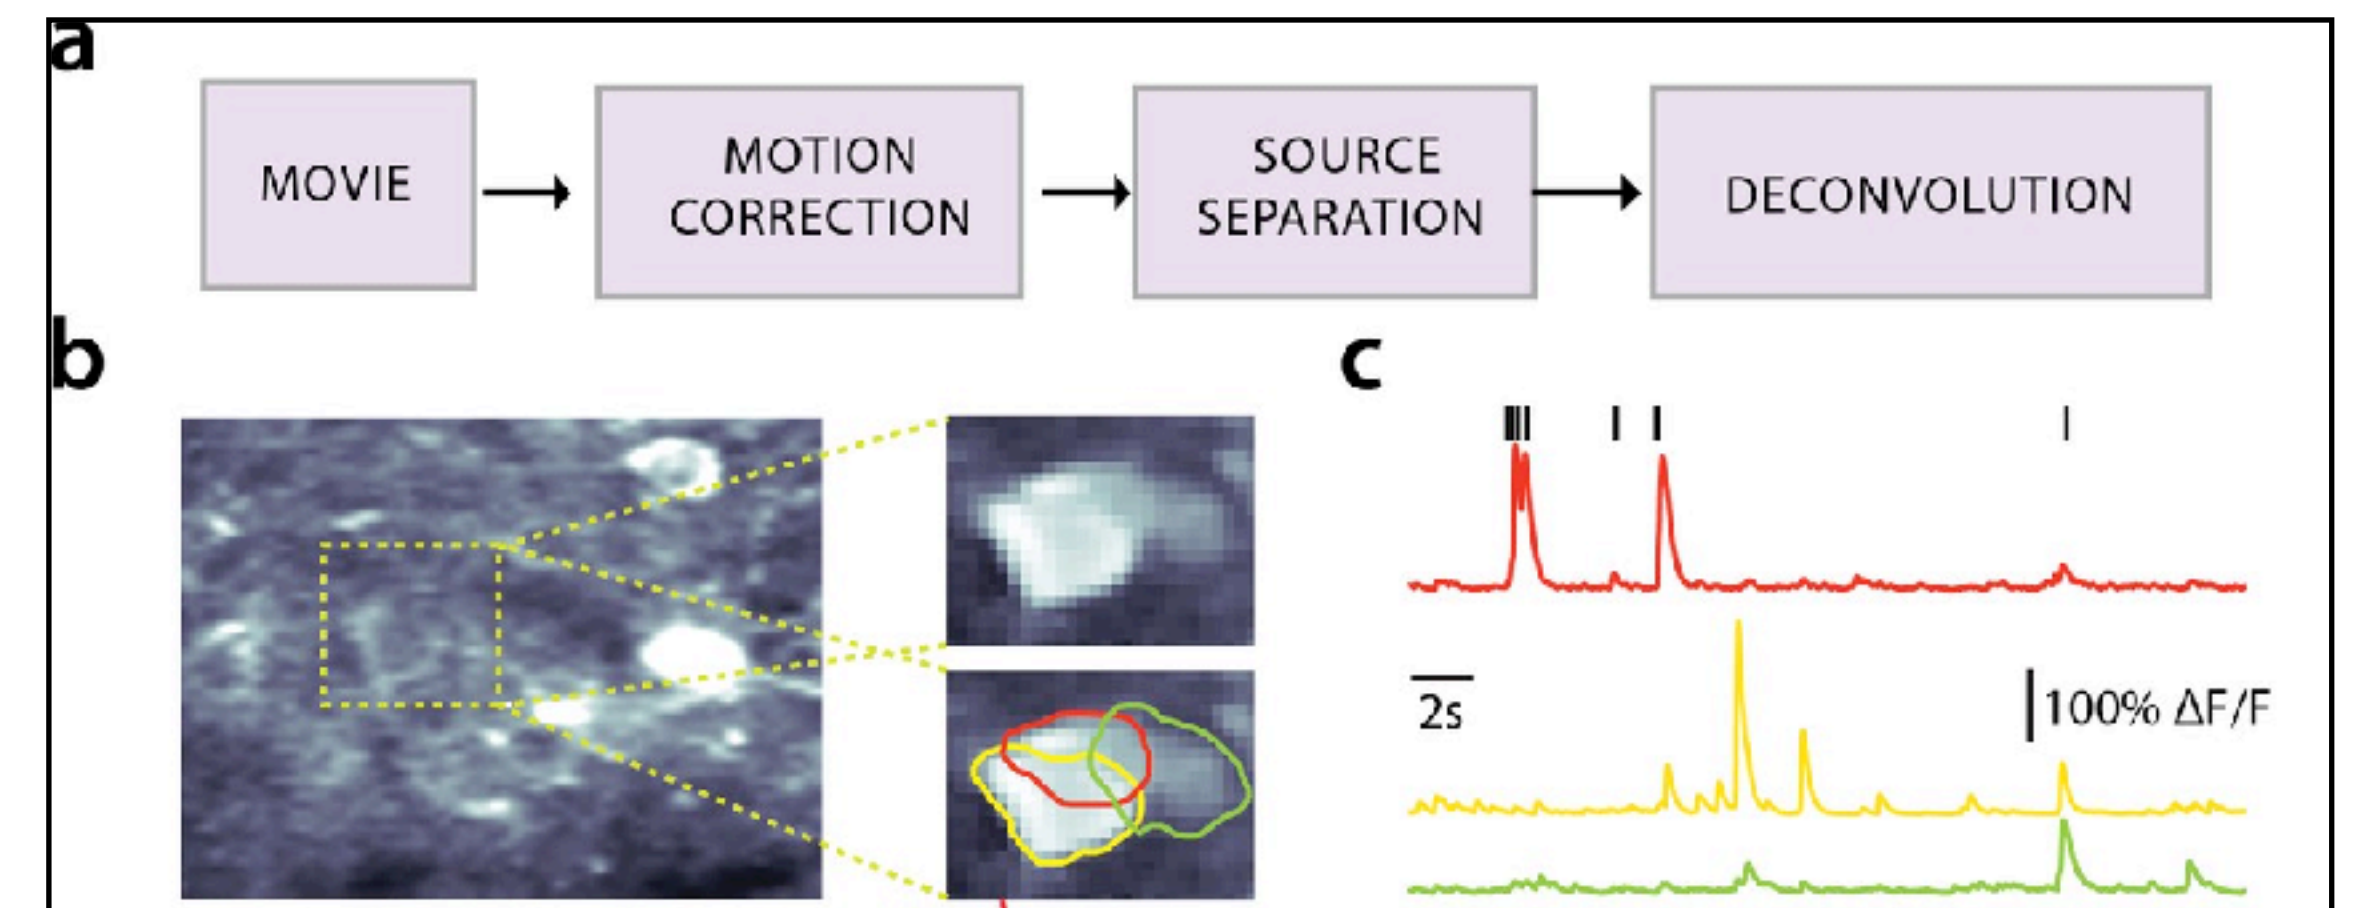 a
MOVIE
MOTION
CORRECTION
SOURCE
SEPARATION
DECONVOLUTION
b
c
2s
100% ΔF/F